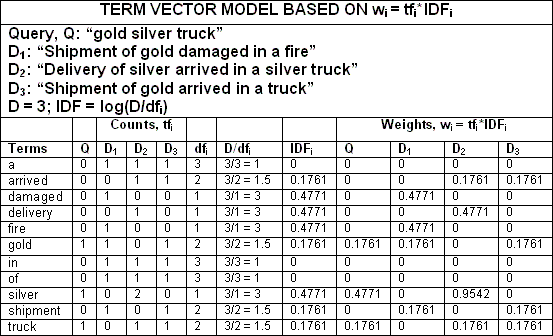 TERM VECTOR MODEL BASED ON wi = tfi*IDFi
Query, Q: “gold silver truck”
D1: “Shipment of gold damaged in a fire”
D2: “Delivery of silver arrived in a silver truck”
D3: “Shipment of gold arrived in a truck”
D = 3; IDF = log(D/dfi)
Counts, tfi Weights, wi = tfi*IDFi
Terms Q D1 D2 D3 dfi D/dfi IDFi Q D1 D2 D3
a 0 1 1 1 3 3/3 = 1 0 0 0 0 0
arrived 0 0 1 1 2 3/2 = 1.5 0.1761 0 0 0.1761 0.1761
damaged 0 1 0 0 1 3/1 = 3 0.4771 0 0.4771 0 0
delivery 0 0 1 0 1 3/1 = 3 0.4771 0 0 0.4771 0
fire 0 1 0 0 1 3/1 = 3 0.4771 0 0.4771 0 0
gold 1 1 0 1 2 3/2 = 1.5 0.1761 0.1761 0.1761 0 0.1761
in 0 1 1 1 3 3/3 = 1 0 0 0 0 0
of 0 1 1 1 3 3/3 = 1 0 0 0 0 0
silver 1 0 2 0 1 3/1 = 3 0.4771 0.4771 0 0.9542 0
shipment 0 1 0 1 2 3/2 = 1.5 0.1761 0 0.1761 0 0.1761
truck 1 0 1 1 2 3/2 = 1.5 0.1761 0.1761 0 0.1761 0.1761